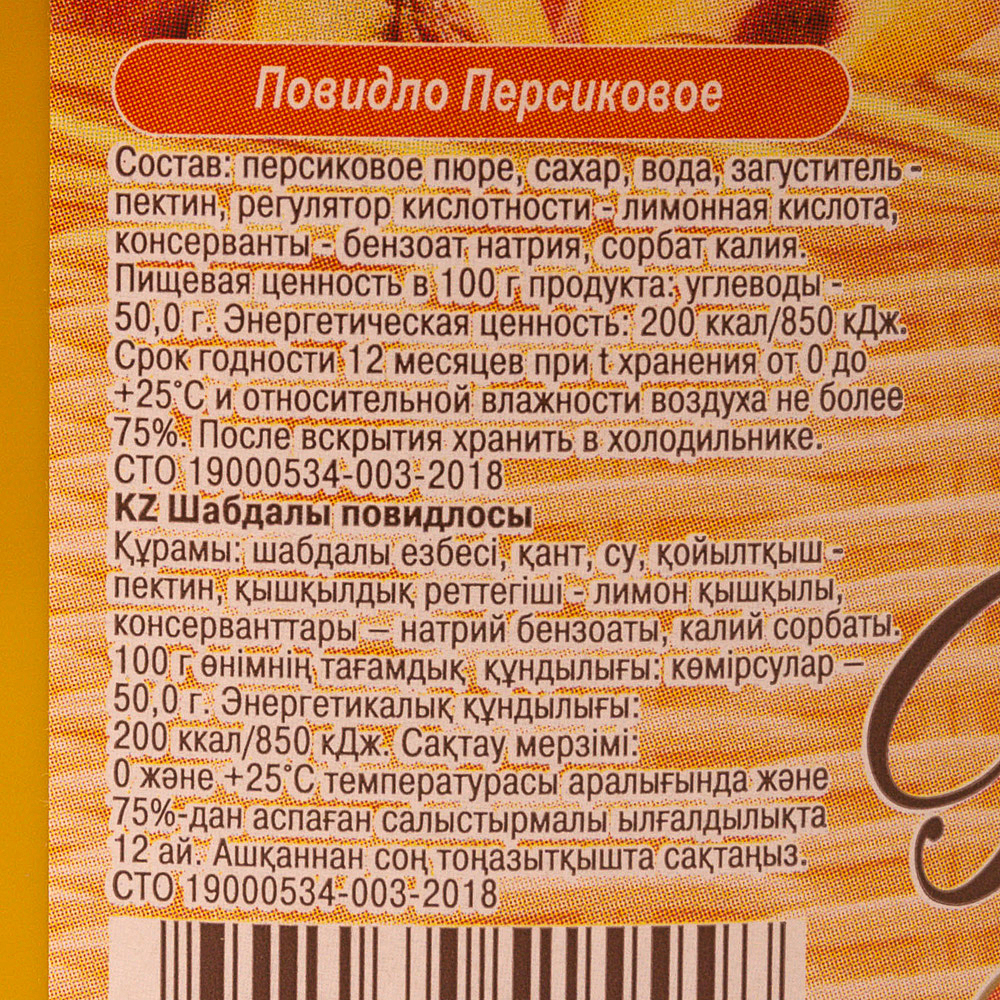 Повидло Персиковое
Состав: персиковое пюре, сахар, вода, загуститель -
пектин, регулятор кислотности - лимонная кислота,
консерванты - бензоат натрия, сорбат калия.
Пищевая ценность в 100 г продукта: углеводы -
50,0 г. Энергетическая ценность: 200 ккал/850 кДж.
Срок годности 12 месяцев при t хранения от 0 до
+25°С и относительной влажности воздуха не более
75%. После вскрытия хранить в холодильнике.
СТО 19000534-003-2018
KZ Шабдалы повидлосы
Құрамы: шабдалы езбесі, қант, су, қойылтқыш -
пектин, қышқылдық реттегіші - лимон қышқылы,
консерванттары – натрий бензоаты, калий сорбаты.
100 г өнімнің тағамдық құндылығы: көмірсулар –
50,0 г. Энергетикалық құндылығы:
200 ккал/850 кДж. Сақтау мерзімі:
0 және +25°С температурасы аралығында және
75%-дан аспаған салыстырмалы ылғалдылықта
12 ай. Ашқаннан соң тоңазытқышта сақтаңыз.
СТО 19000534-003-2018